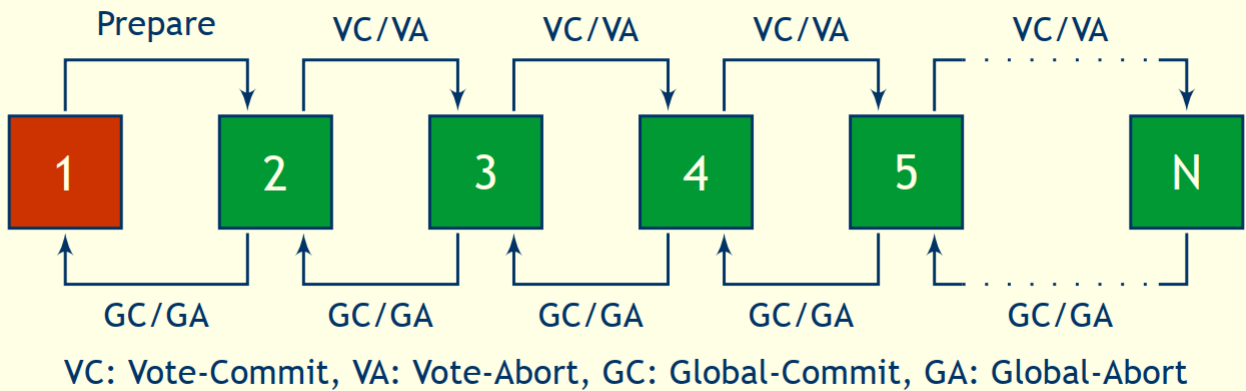 Prepare VC/VA VC/VA VC/VA VC/VA
1 2 3 4 5 N
GC/GA GC/GA GC/GA GC/GA GC/GA
VC: Vote-Commit, VA: Vote-Abort, GC: Global-Commit, GA: Global-Abort